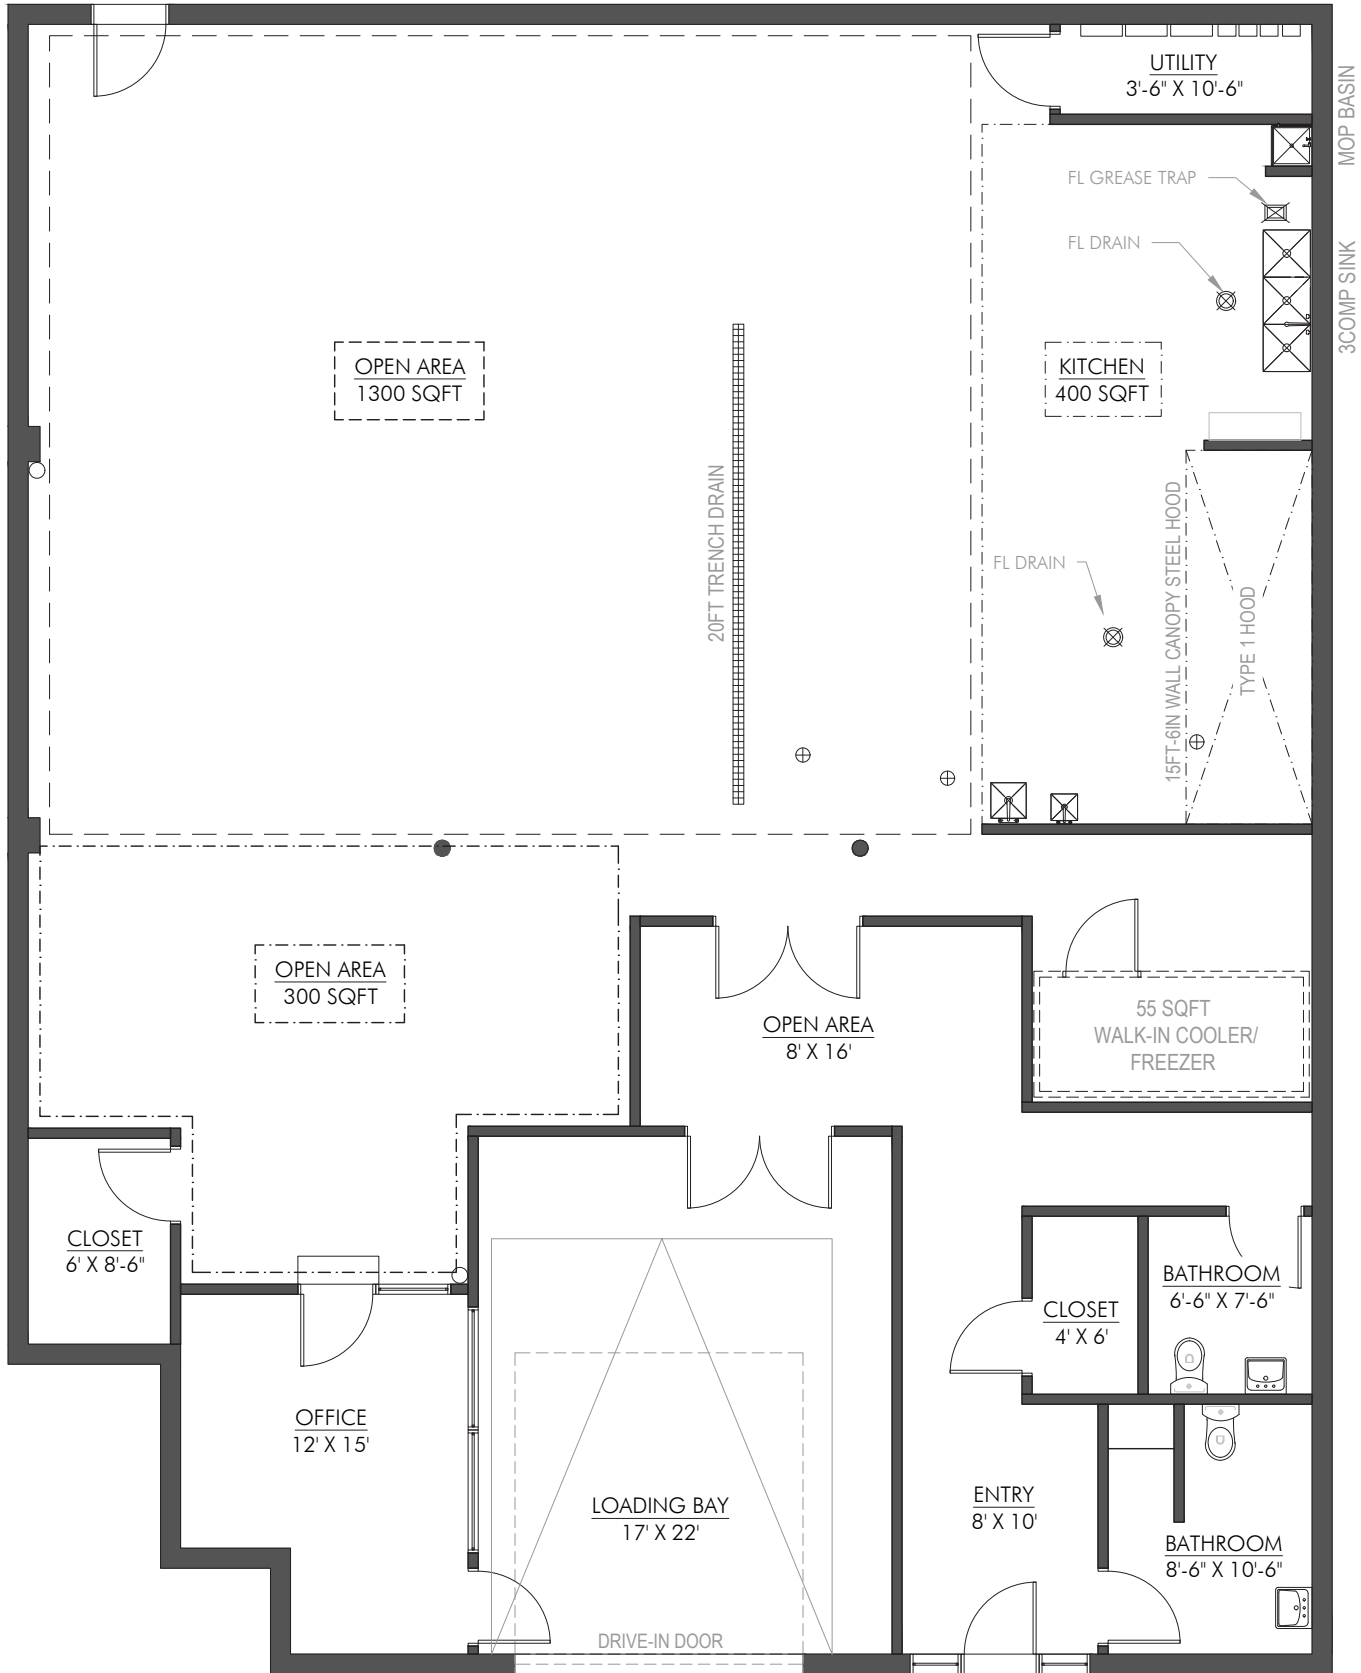 UTILITY
3'-6" X 10'-6"
MOP BASIN
FL GREASE TRAP
FL DRAIN
3COMP SINK
OPEN AREA
1300 SQFT
KITCHEN
400 SQFT
20FT TRENCH DRAIN
FL DRAIN
15FT-6IN WALL CANOPY STEEL HOOD
TYPE 1 HOOD
OPEN AREA
300 SQFT
OPEN AREA
8' X 16'
55 SQFT
WALK-IN COOLER/
FREEZER
CLOSET
6' X 8'-6"
CLOSET
4' X 6'
BATHROOM
6'-6" X 7'-6"
OFFICE
12' X 15'
LOADING BAY
17' X 22'
ENTRY
8' X 10'
BATHROOM
8'-6" X 10'-6"
DRIVE-IN DOOR